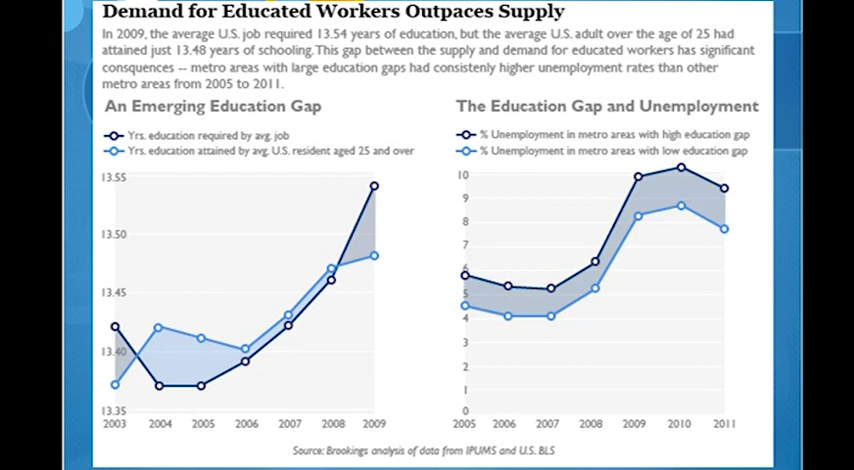 Demand for Educated Workers Outpaces Supply
In 2009, the average U.S. job required 13.54 years of education, but the average U.S. adult over the age of 25 had
attained just 13.48 years of schooling. This gap between the supply and demand for educated workers has significant
consquences -- metro areas with large education gaps had consistenly higher unemployment rates than other
metro areas from 2005 to 2011.
An Emerging Education Gap
Yrs. education required by avg. job
Yrs. education attained by avg. U.S. resident aged 25 and over
13.55
13.50
13.45
13.40
13.35
2003 2004 2005 2006 2007 2008 2009
The Education Gap and Unemployment
% Unemployment in metro areas with high education gap
% Unemployment in metro areas with low education gap
10
9
8
7
6
5
4
3
2
1
0
2005 2006 2007 2008 2009 2010 2011
Source: Brookings analysis of data from IPUMS and U.S. BLS